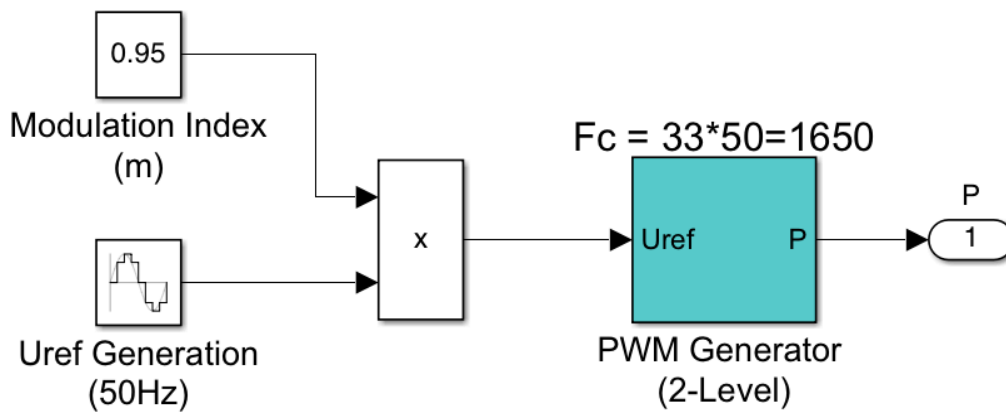 0.95
Modulation Index
(m)
Fc = 33*50=1650
x
Uref
P
P
1
Uref Generation
(50Hz)
PWM Generator
(2-Level)